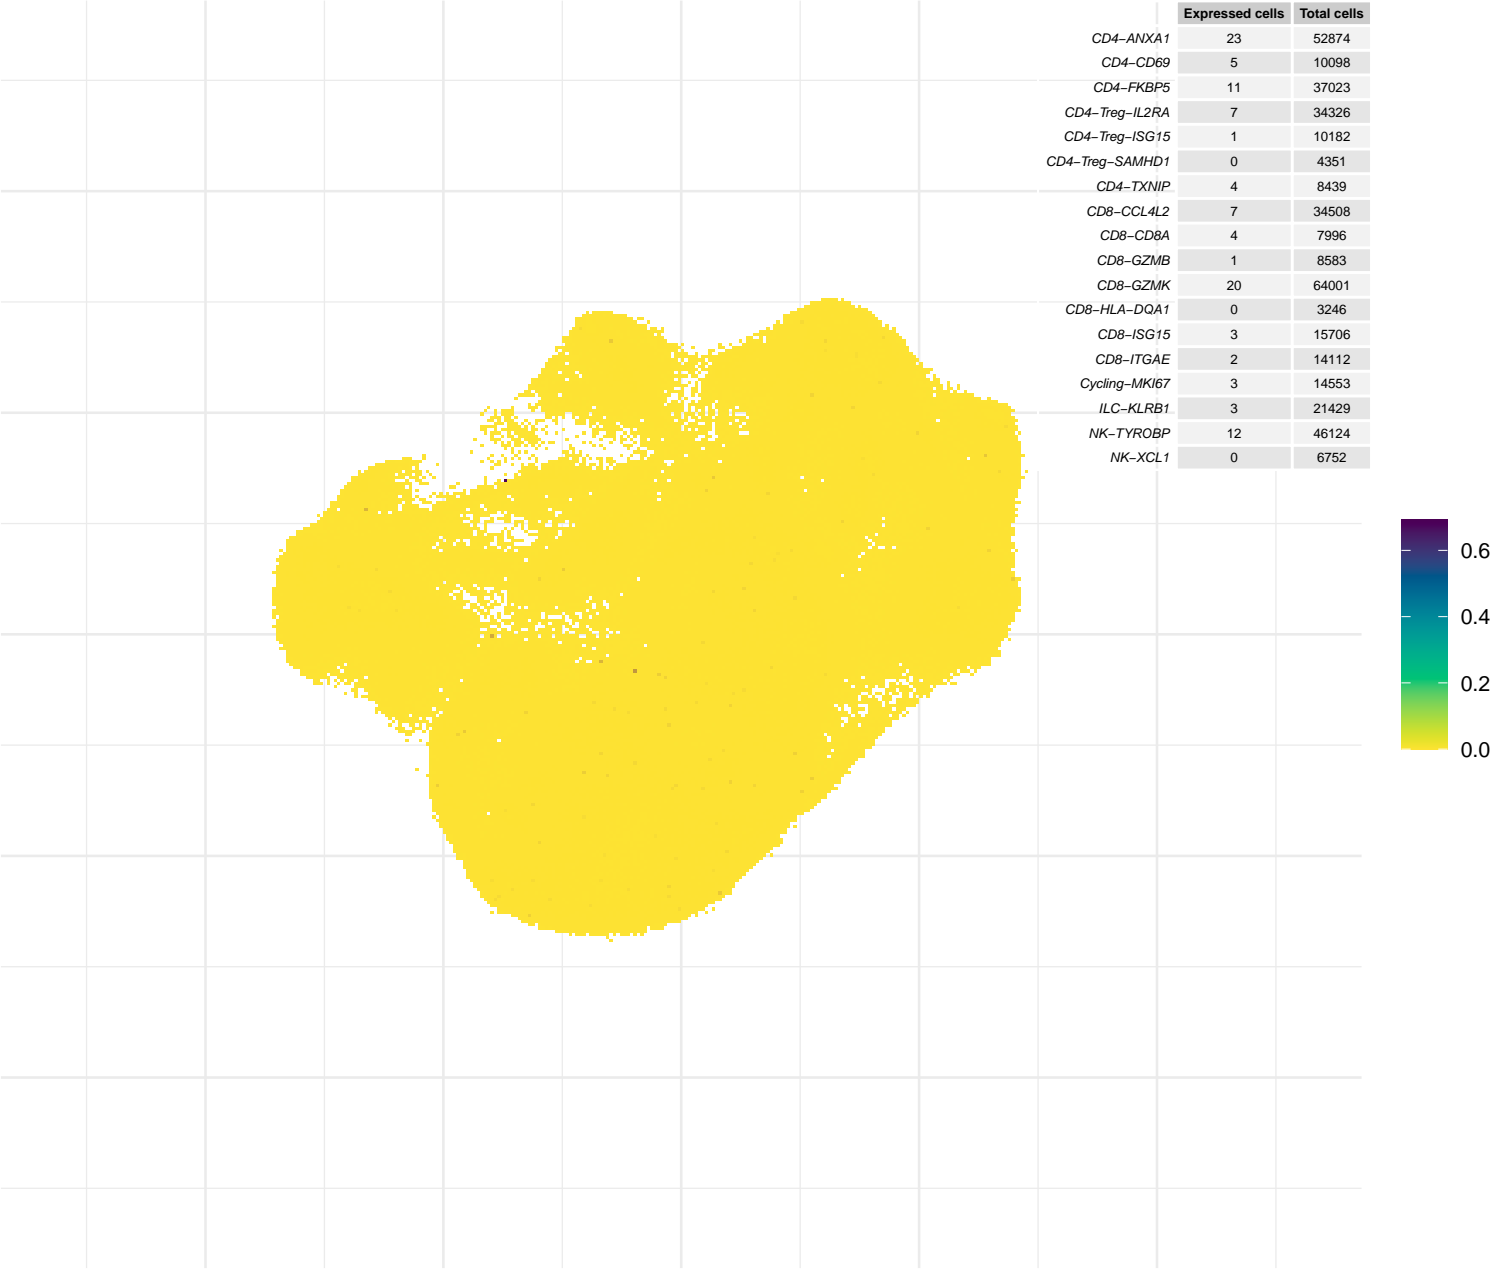 Expressed cells Total cells
CD4−ANXA1 23 52874
CD4−CD69 5 10098
CD4−FKBP5 11 37023
CD4−Treg−IL2RA 7 34326
CD4−Treg−ISG15 1 10182
CD4−Treg−SAMHD1 0 4351
CD4−TXNIP 4 8439
CD8−CCL4L2 7 34508
CD8−CD8A 4 7996
CD8−GZMB 1 8583
CD8−GZMK 20 64001
CD8−HLA−DQA1 0 3246
CD8−ISG15 3 15706
CD8−ITGAE 2 14112
Cycling−MKI67 3 14553
ILC−KLRB1 3 21429
NK−TYROBP 12 46124
NK−XCL1 0 6752
0.6
0.4
0.2
0.0